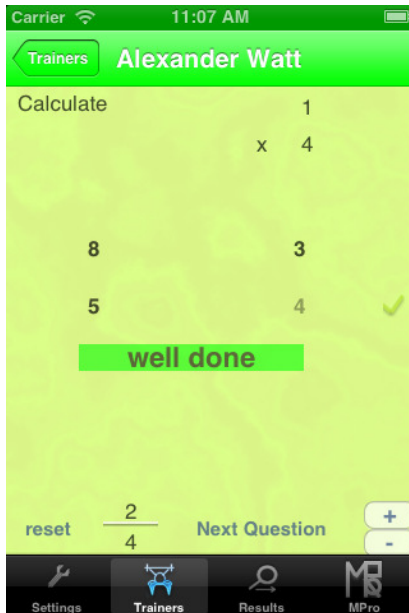 Carrier 11:07 AM
Trainers Alexander Watt
Calculate 1
x 4
8 3
5 4
well done
reset 2/4 Next Question + -
Settings Trainers Results MPro